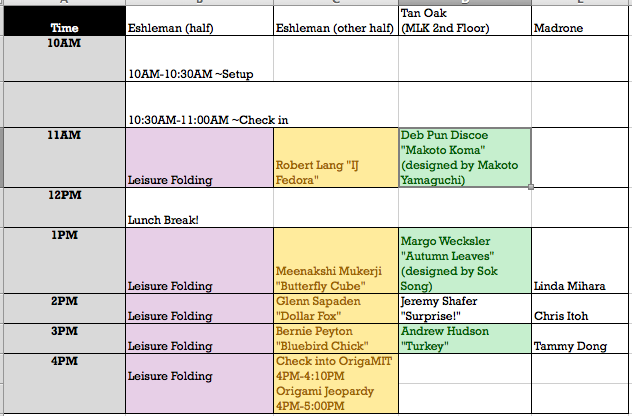 Time
Eshleman (half)
Eshleman (other half)
Tan Oak
(MLK 2nd Floor)
Madrone
10AM
10AM-10:30AM ~Setup
10:30AM-11:00AM ~Check in
11AM
Leisure Folding
Robert Lang "IJ
Fedora"
Deb Pun Discoe
"Makoto Koma"
(designed by Makoto
Yamaguchi)
12PM
Lunch Break!
1PM
Leisure Folding
Meenakshi Mukerji
"Butterfly Cube"
Margo Wecksler
"Autumn Leaves"
(designed by Sok
Song)
Linda Mihara
2PM
Leisure Folding
Glenn Sapaden
"Dollar Fox"
Jeremy Shafer
"Surprise!"
Chris Itoh
3PM
Leisure Folding
Bernie Peyton
"Bluebird Chick"
Andrew Hudson
"Turkey"
Tammy Dong
4PM
Leisure Folding
Check into OrigaMIT
4PM-4:10PM
Origami Jeopardy
4PM-5:00PM